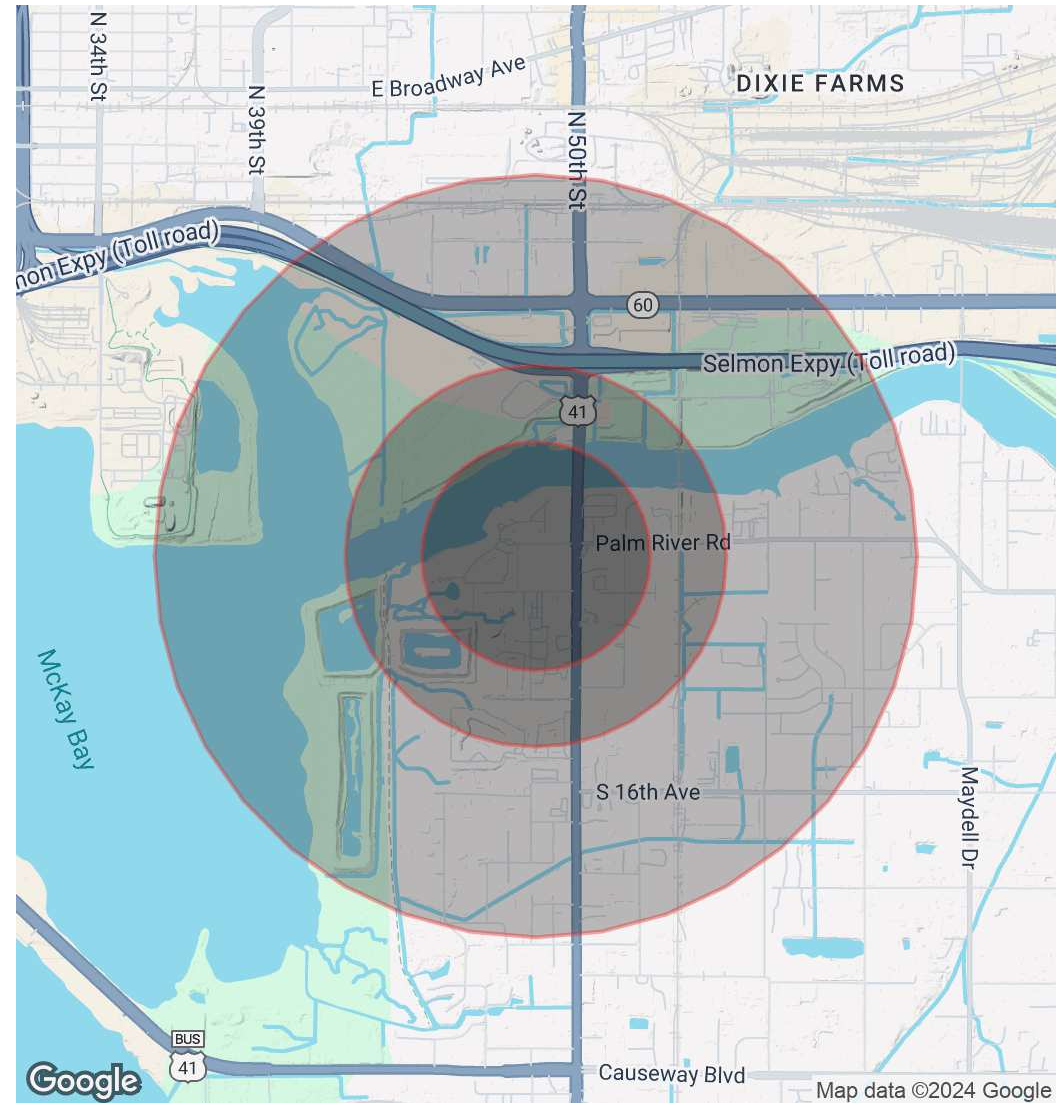 N 34th St
N 39th St
E Broadway Ave
N 50th St
DIXIE FARMS
mon Expy (Toll road)
60
Selmon Expy (Toll road)
41
Palm River Rd
McKay Bay
S 16th Ave
Maydell Dr
BUS
41
Google
Causeway Blvd
Map data ©2024 Google